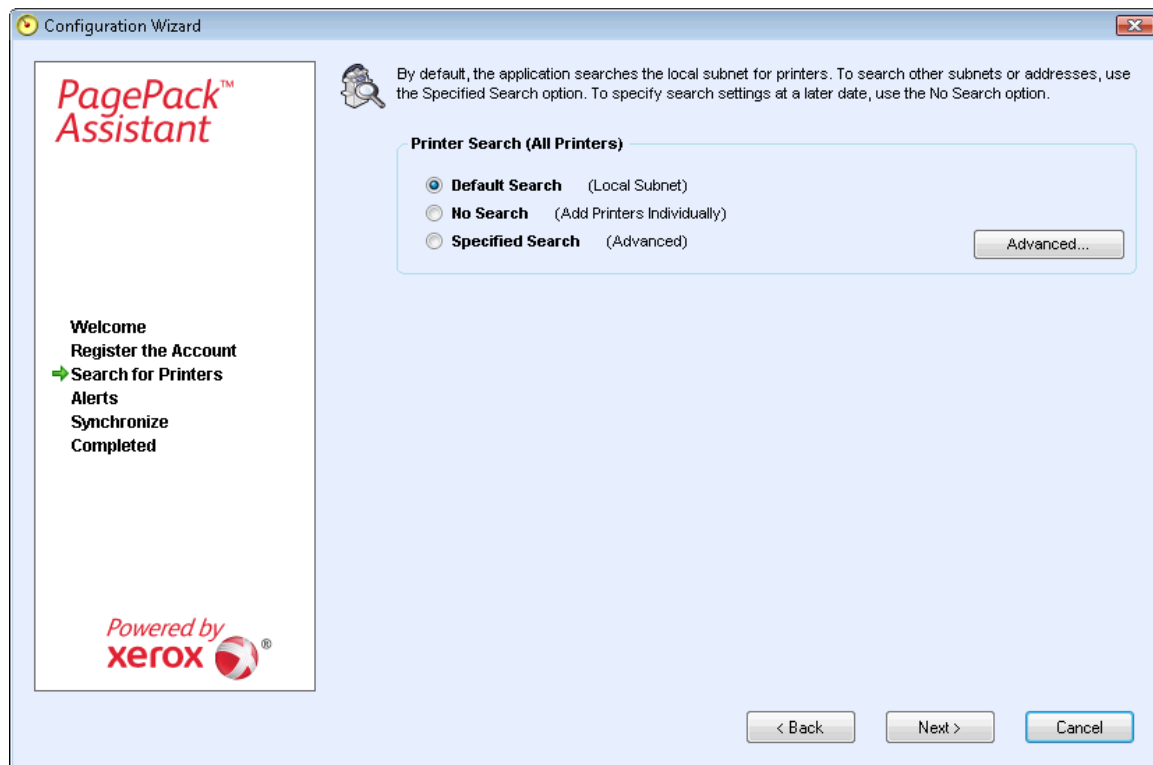 Configuration Wizard
PagePack™
Assistant
By default, the application searches the local subnet for printers. To search other subnets or addresses, use
the Specified Search option. To specify search settings at a later date, use the No Search option.
Printer Search (All Printers)
Default Search (Local Subnet)
No Search (Add Printers Individually)
Specified Search (Advanced)
Advanced...
Welcome
Register the Account
Search for Printers
Alerts
Synchronize
Completed
Powered by
xerox ®
< Back
Next >
Cancel